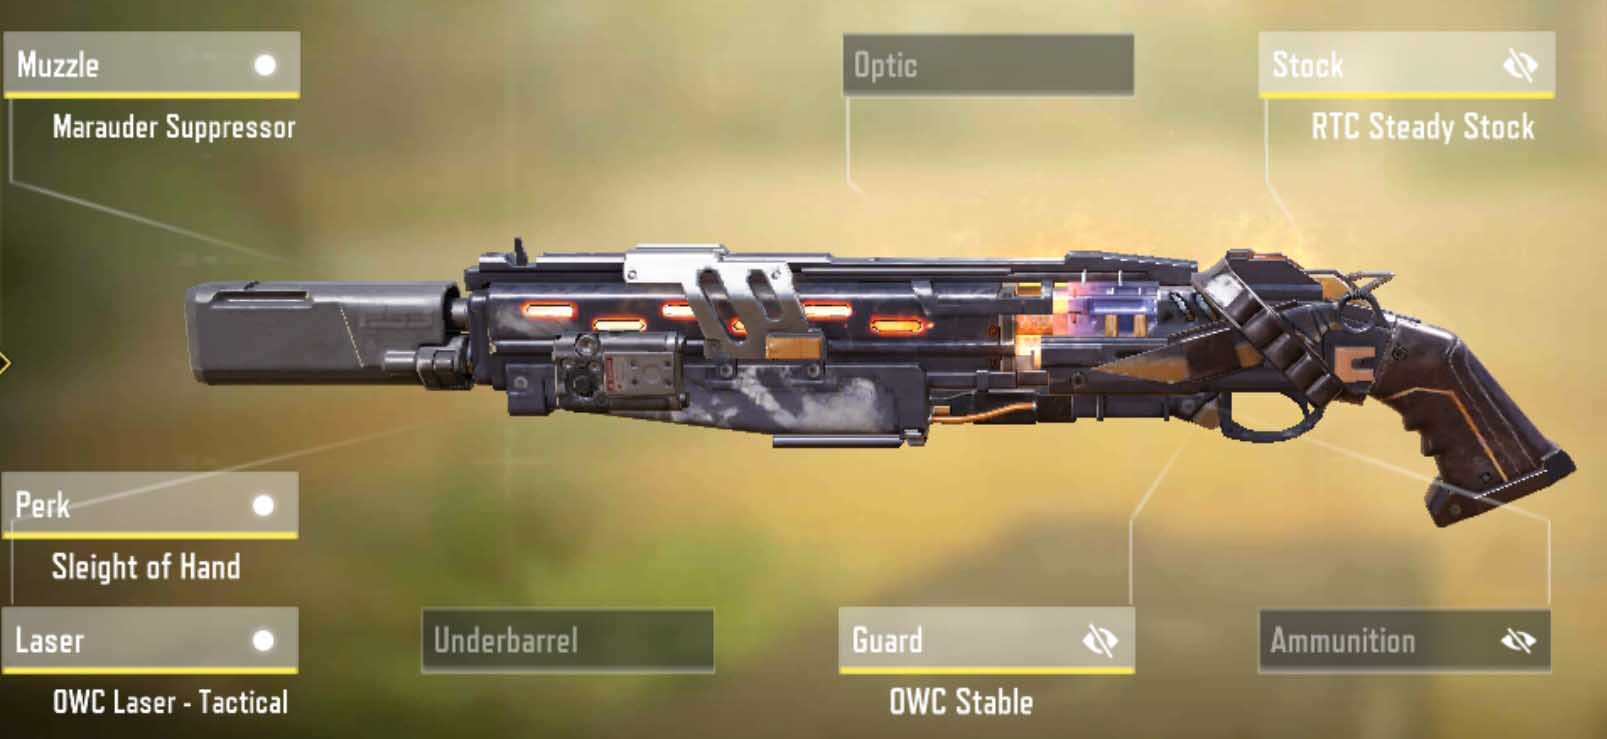 Muzzle
Marauder Suppressor
Optic
Stock
RTC Steady Stock
Perk
Sleight of Hand
Laser
OWC Laser - Tactical
Underbarrel
Guard
OWC Stable
Ammunition